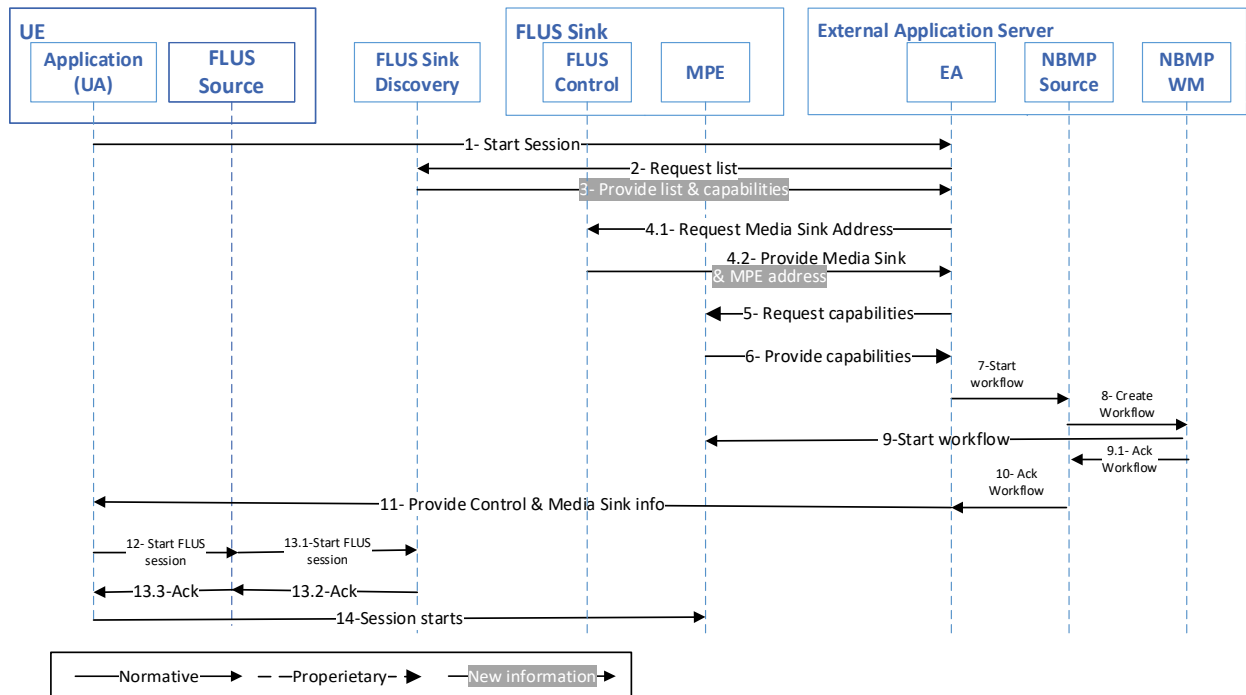 UE
FLUS Sink
External Application Server
Application
(UA)
FLUS
Source
FLUS Sink
Discovery
FLUS
Control
MPE
EA
NBMP
Source
NBMP
WM
1- Start Session
2- Request list
3- Provide list & capabilities
4.1- Request Media Sink Address
4.2- Provide Media Sink
& MPE address
5- Request capabilities
6- Provide capabilities
7-Start
workflow
8- Create
Workflow
9-Start workflow
9.1- Ack
Workflow
10- Ack
Workflow
11- Provide Control & Media Sink info
12- Start FLUS
session
13.1-Start FLUS
session
13.3-Ack
13.2-Ack
14-Session starts
Normative
Properietary
New information